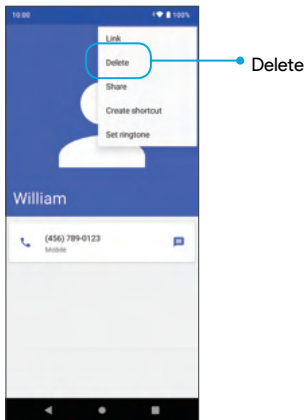 10:00 100%
Link
Delete
Delete
Share
Create shortcut
Set ringtone
William
(456) 789-0123
Mobile